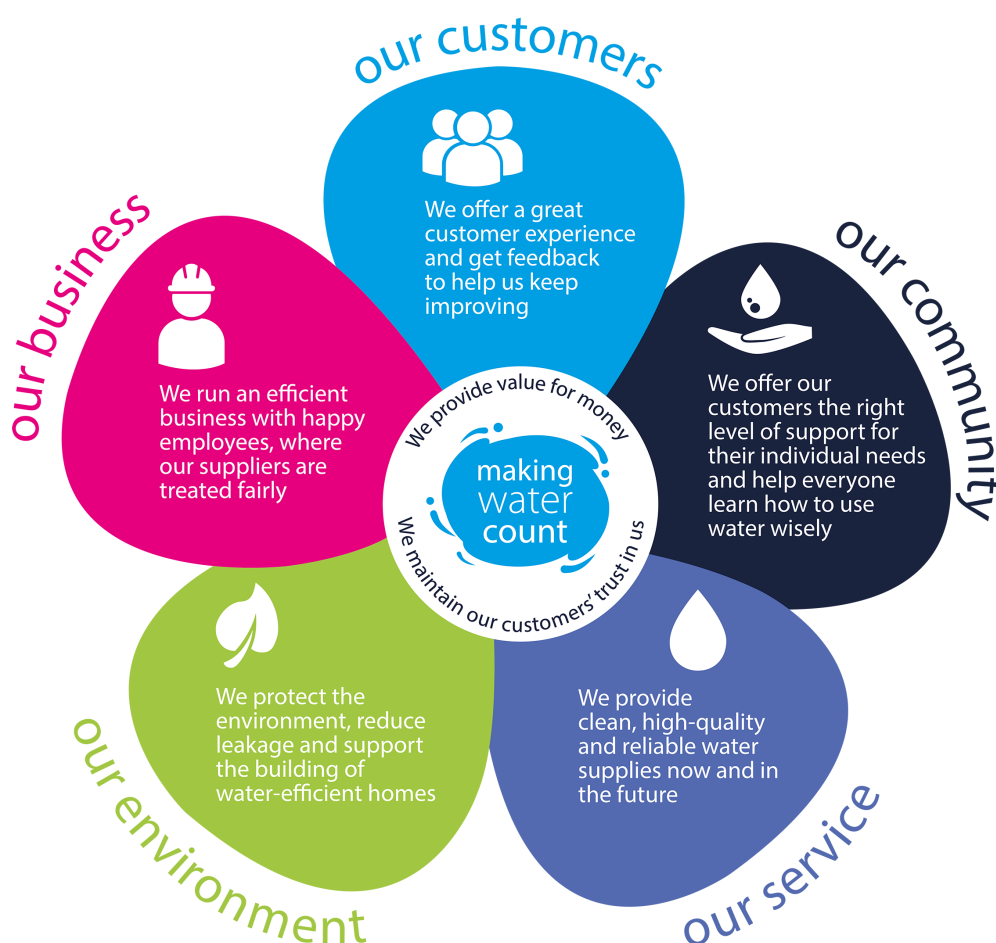 our customers
We offer a great
customer experience
and get feedback
to help us keep
improving
our community
We offer our
customers the right
level of support for
their individual needs
and help everyone
learn how to use
water wisely
our service
We provide
clean, high-quality
and reliable water
supplies now and in
the future
our environment
We protect the
environment, reduce
leakage and support
the building of
water-efficient homes
our business
We run an efficient
business with happy
employees, where
our suppliers are
treated fairly
We provide value for money
making
water
count
We maintain our customers’ trust in us